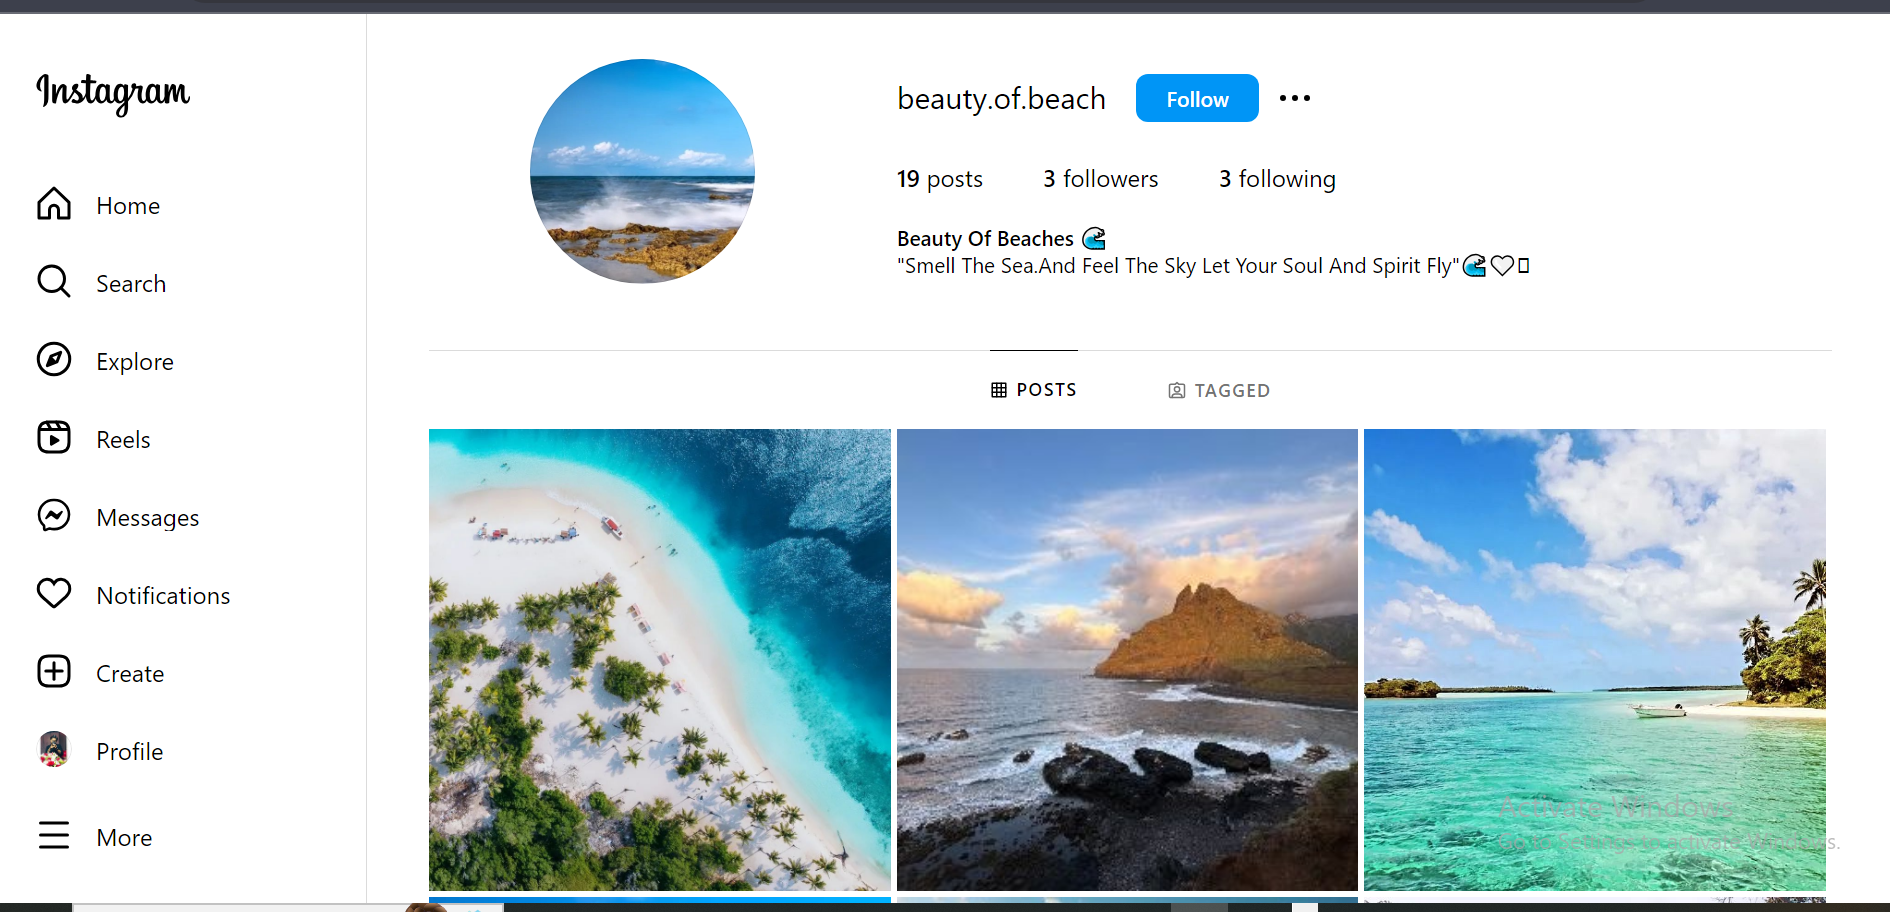 Instagram
Home
Search
Explore
Reels
Messages
Notifications
Create
Profile
More
beauty.of.beach
Follow
19 posts 3 followers 3 following
Beauty Of Beaches 🌊
"Smell The Sea.And Feel The Sky Let Your Soul And Spirit Fly"🌊♡▯
POSTS
TAGGED
Activate Windows
Go to Settings to activate Windows.